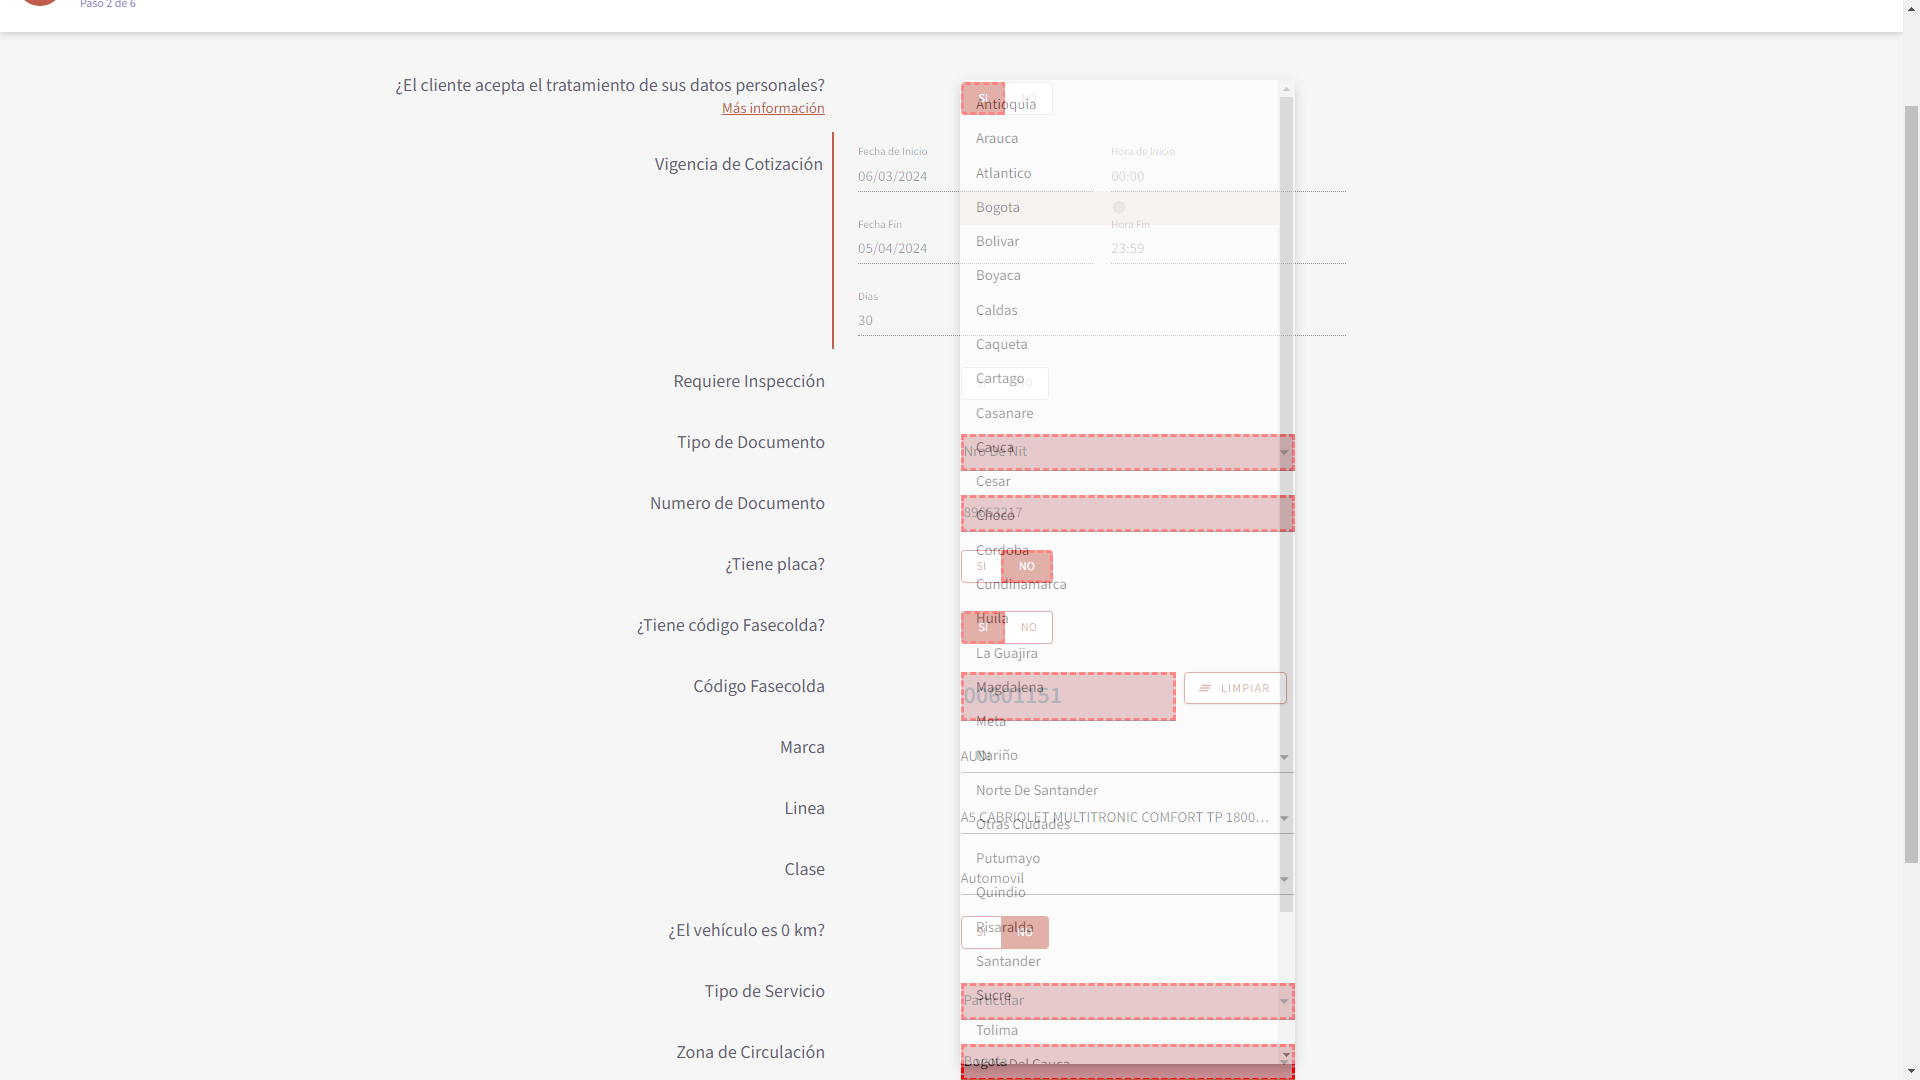 Paso 2 de 6
¿El cliente acepta el tratamiento de sus datos personales?
SI NO
Más información
Antioquia
Arauca
Vigencia de Cotización
Fecha de Inicio
Hora de Inicio
06/03/2024
Atlantico
00:00
Bogota
Fecha Fin
Hora Fin
05/04/2024
Bolivar
23:59
Boyaca
Días
30
Caldas
Caqueta
Requiere Inspección
Cartago
NO
Casanare
Tipo de Documento
Nro De Nit
Cauca
Cesar
Numero de Documento
Choco
¿Tiene placa?
Cordoba
SI NO
Cundinamarca
¿Tiene código Fasecolda?
Huila
SI NO
La Guajira
Código Fasecolda
Magdalena
00601151
LIMPIAR
Meta
Marca
AUDI
Nariño
Norte De Santander
Linea
A5 CABRIOLET MULTITRONIC COMFORT TP 1800...
Otras Ciudades
Putumayo
Clase
Automovil
Quindio
¿El vehículo es 0 km?
Risaralda
SI NO
Santander
Tipo de Servicio
Sucre
Particular
Tolima
Zona de Circulación
Bogota
Valle Del Cauca